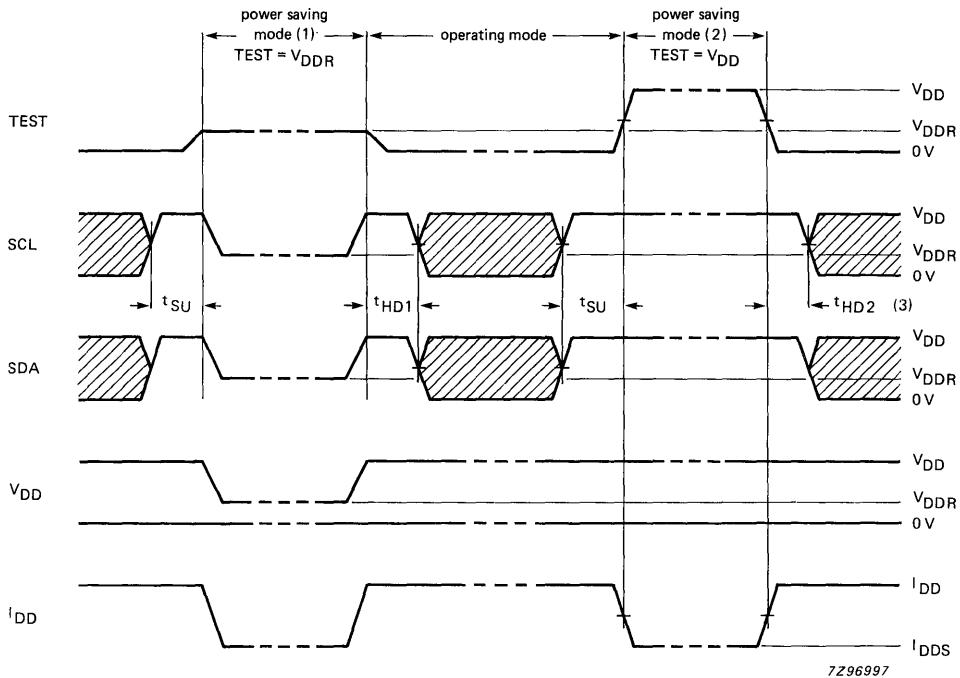 power saving
mode (1)
TEST = VDDR
operating mode
power saving
mode (2)
TEST = VDD
TEST
VDD
VDDR
0 V
SCL
VDD
VDDR
0 V
tSU
tHD1
tSU
tHD2 (3)
SDA
VDD
VDDR
0 V
VDD
VDD
VDDR
0 V
IDD
IDD
IDDS
7Z96997